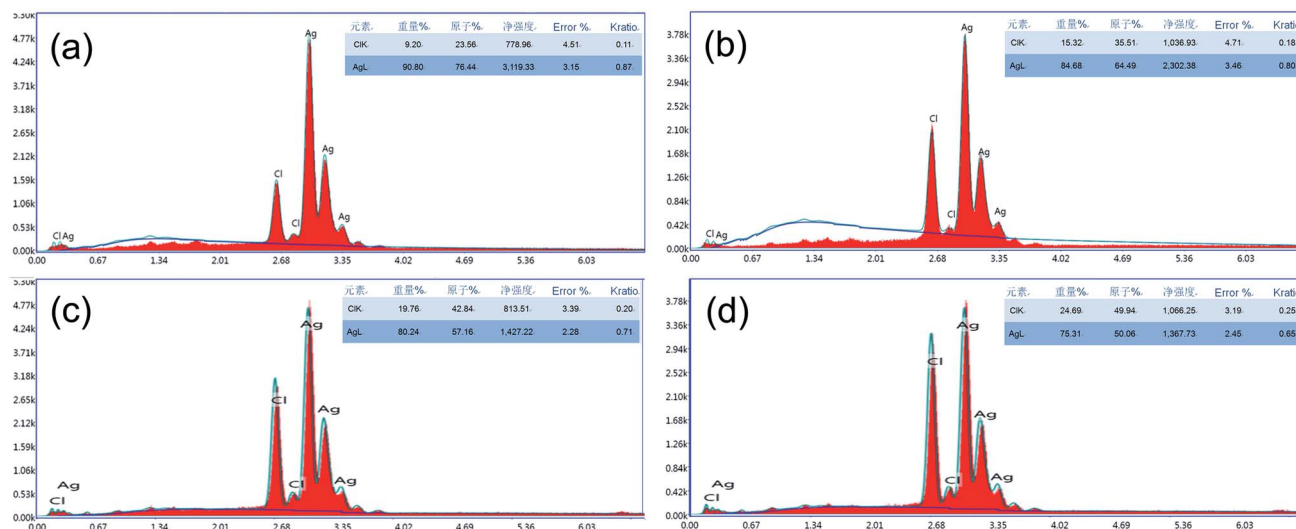 (a)
5.30k
4.77k
4.24k
3.71k
3.18k
2.65k
2.12k
1.59k
1.06k
0.53k
0.00k
0.00 0.67 1.34 2.01 2.68 3.35 4.02 4.69 5.36 6.03
元素 重量% 原子% 净强度 Error % Kratio
ClK 9.20 23.56 778.96 4.51 0.11
AgL 90.80 76.44 3,119.33 3.15 0.87
Ag
Ag
Cl
Cl
Ag
Cl Ag
(b)
3.78k
3.36k
2.94k
2.52k
2.10k
1.68k
1.26k
0.84k
0.42k
0.00k
0.00 0.67 1.34 2.01 2.68 3.35 4.02 4.69 5.36 6.03
元素 重量% 原子% 净强度 Error % Kratio
ClK 15.32 35.51 1,036.93 4.71 0.18
AgL 84.68 64.49 2,302.38 3.46 0.80
Ag
Cl
Ag
Cl
Ag
Cl Ag
(c)
5.30k
4.77k
4.24k
3.71k
3.18k
2.65k
2.12k
1.59k
1.06k
0.53k
0.00k
0.00 0.67 1.34 2.01 2.68 3.35 4.02 4.69 5.36 6.03
元素 重量% 原子% 净强度 Error % Kratio
ClK 19.76 42.84 813.51 3.39 0.20
AgL 80.24 57.16 1,427.22 2.28 0.71
Ag
Cl
Ag
Cl
Ag
Ag
Cl
(d)
3.78k
3.36k
2.94k
2.52k
2.10k
1.68k
1.26k
0.84k
0.42k
0.00k
0.00 0.67 1.34 2.01 2.68 3.35 4.02 4.69 5.36 6.03
元素 重量% 原子% 净强度 Error % Kratio
ClK 24.69 49.94 1,066.25 3.19 0.25
AgL 75.31 50.06 1,367.73 2.45 0.65
Ag
Cl
Ag
Cl
Ag
Ag
Cl